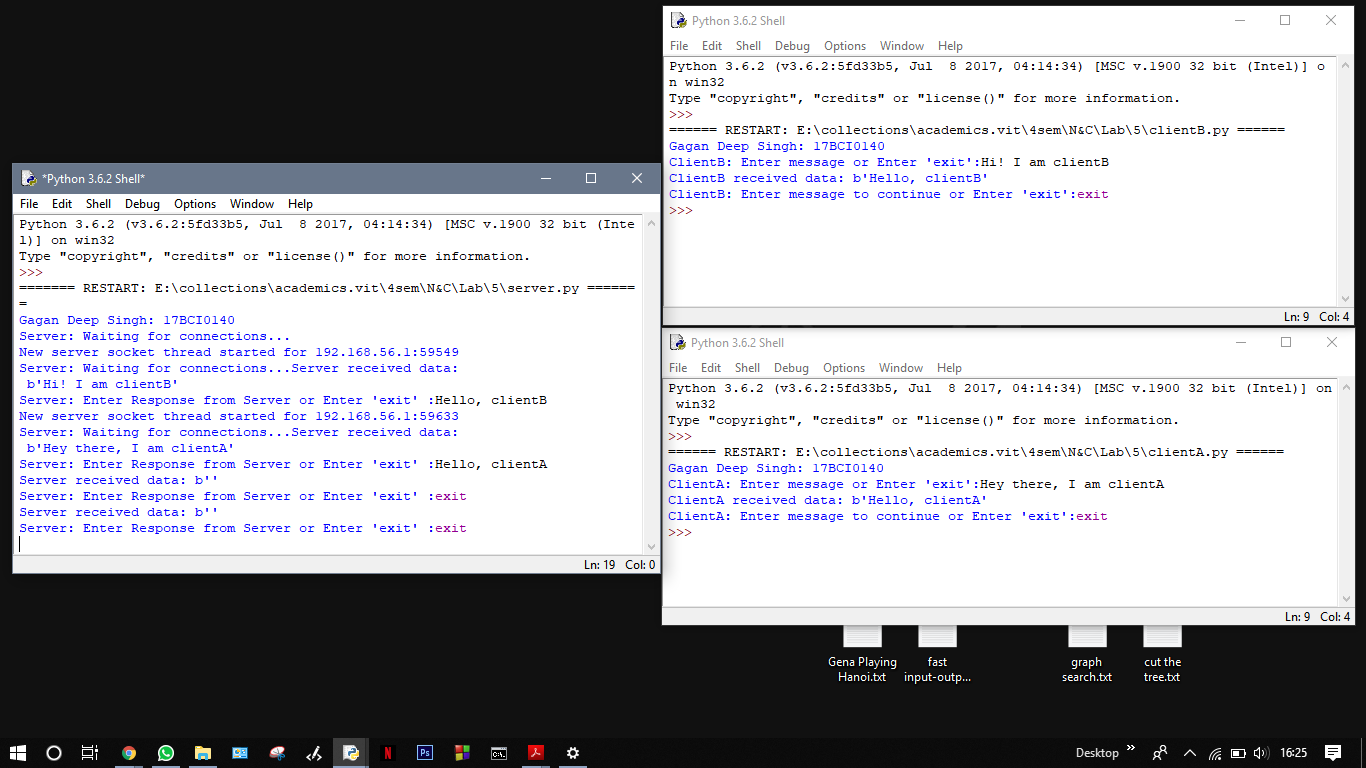 *Python 3.6.2 Shell*
File Edit Shell Debug Options Window Help
Python 3.6.2 (v3.6.2:5fd33b5, Jul  8 2017, 04:14:34) [MSC v.1900 32 bit (Inte
l)] on win32
Type "copyright", "credits" or "license()" for more information.
>>>
======= RESTART: E:\collections\academics.vit\4sem\N&C\Lab\5\server.py ======
=
Gagan Deep Singh: 17BCI0140
Server: Waiting for connections...
New server socket thread started for 192.168.56.1:59549
Server: Waiting for connections...Server received data:
 b'Hi! I am clientB'
Server: Enter Response from Server or Enter 'exit' :Hello, clientB
New server socket thread started for 192.168.56.1:59633
Server: Waiting for connections...Server received data:
 b'Hey there, I am clientA'
Server: Enter Response from Server or Enter 'exit' :Hello, clientA
Server received data: b''
Server: Enter Response from Server or Enter 'exit' :exit
Server received data: b''
Server: Enter Response from Server or Enter 'exit' :exit
Ln: 19 Col: 0
Python 3.6.2 Shell
File Edit Shell Debug Options Window Help
Python 3.6.2 (v3.6.2:5fd33b5, Jul  8 2017, 04:14:34) [MSC v.1900 32 bit (Intel)] o
n win32
Type "copyright", "credits" or "license()" for more information.
>>>
====== RESTART: E:\collections\academics.vit\4sem\N&C\Lab\5\clientB.py ======
Gagan Deep Singh: 17BCI0140
ClientB: Enter message or Enter 'exit':Hi! I am clientB
ClientB received data: b'Hello, clientB'
ClientB: Enter message to continue or Enter 'exit':exit
>>>
Ln: 9 Col: 4
Python 3.6.2 Shell
File Edit Shell Debug Options Window Help
Python 3.6.2 (v3.6.2:5fd33b5, Jul  8 2017, 04:14:34) [MSC v.1900 32 bit (Intel)] on
 win32
Type "copyright", "credits" or "license()" for more information.
>>>
====== RESTART: E:\collections\academics.vit\4sem\N&C\Lab\5\clientA.py ======
Gagan Deep Singh: 17BCI0140
ClientA: Enter message or Enter 'exit':Hey there, I am clientA
ClientA received data: b'Hello, clientA'
ClientA: Enter message to continue or Enter 'exit':exit
>>>
Ln: 9 Col: 4
Gena Playing
Hanoi.txt
fast
input-outp...
graph
search.txt
cut the
tree.txt
N
Ps
C:\
Desktop
16:25